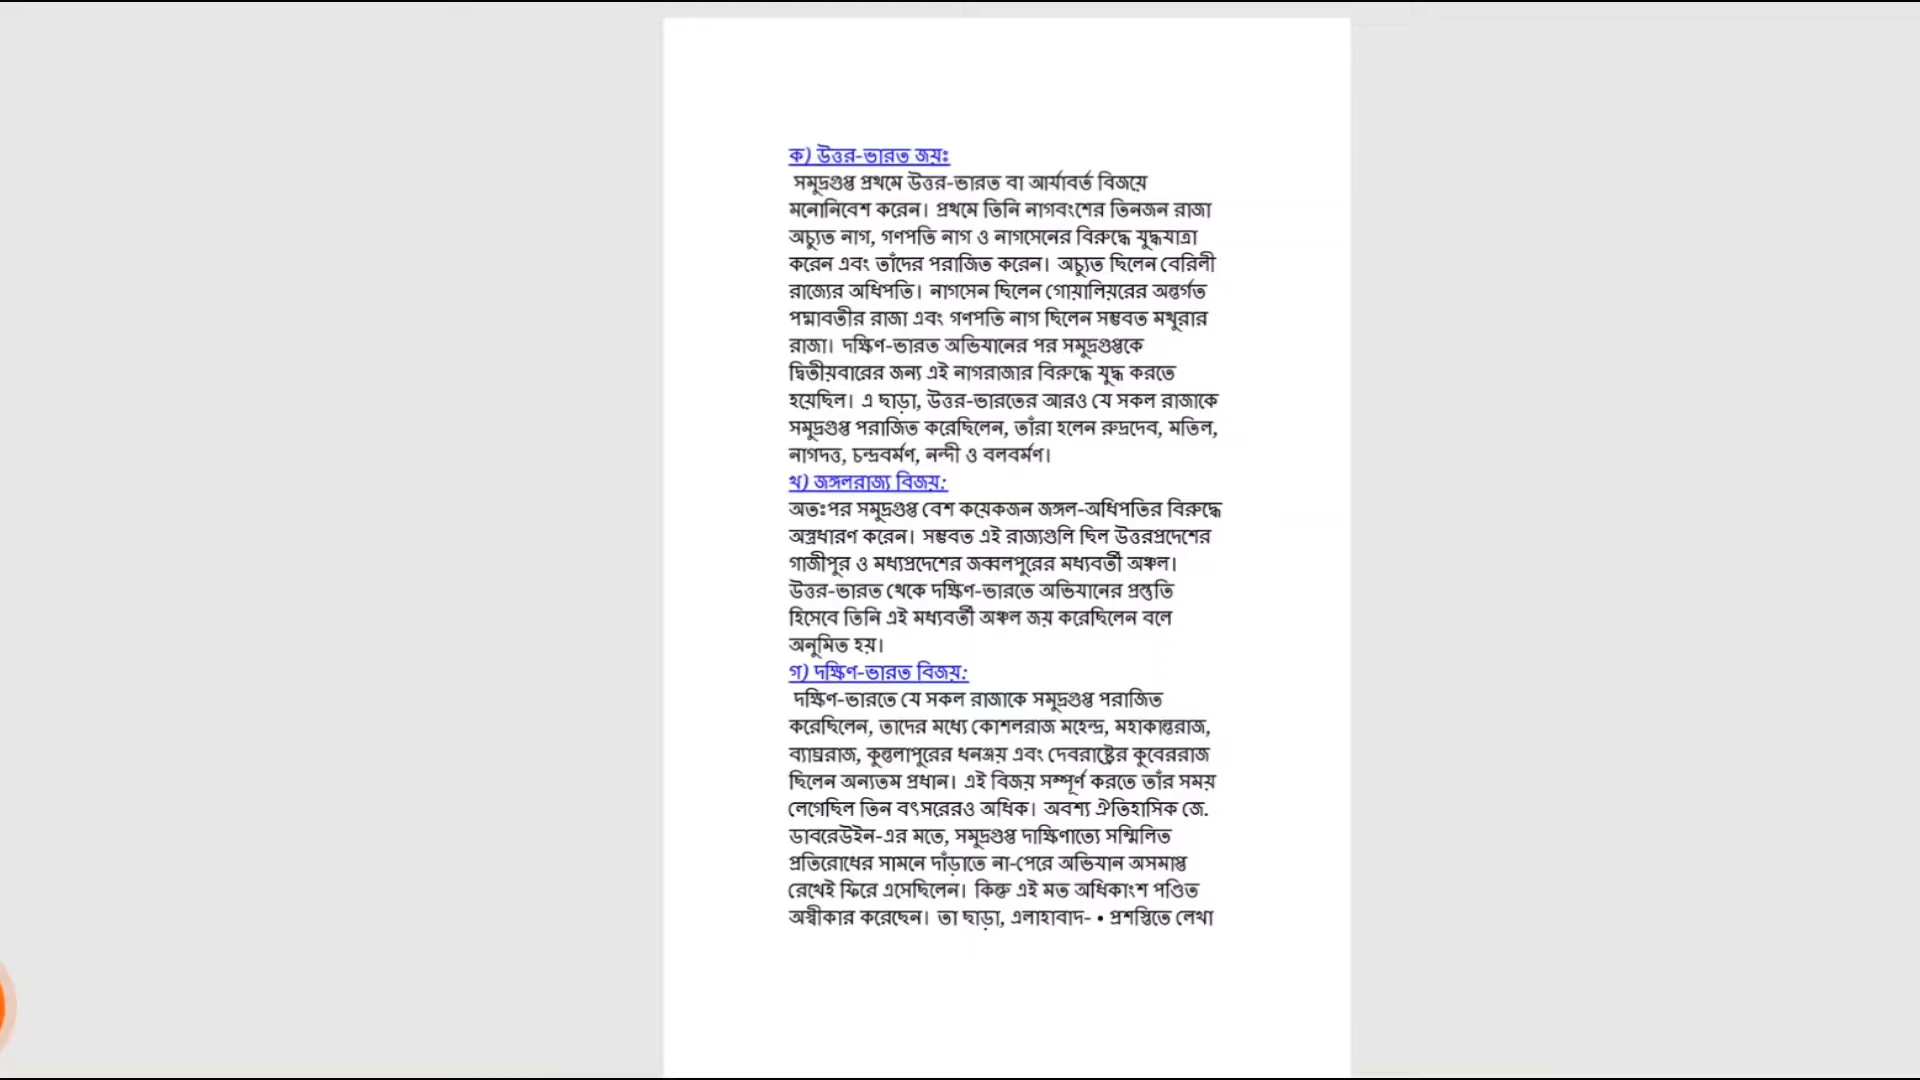 ক) উত্তর-ভারত জয়ঃ
সমুদ্রগুপ্ত প্রথমে উত্তর-ভারত বা আর্যাবর্ত বিজয়ে
মনোনিবেশ করেন। প্রথমে তিনি নাগবংশের তিনজন রাজা
অচ্যুত নাগ, গণপতি নাগ ও নাগসেনের বিরুদ্ধে যুদ্ধযাত্রা
করেন এবং তাঁদের পরাজিত করেন। অচ্যুত ছিলেন বেরিলী
রাজ্যের অধিপতি। নাগসেন ছিলেন গোয়ালিয়রের অন্তর্গত
পদ্মাবতীর রাজা এবং গণপতি নাগ ছিলেন সম্ভবত মথুরার
রাজা। দক্ষিণ-ভারত অভিযানের পর সমুদ্রগুপ্তকে
দ্বিতীয়বারের জন্য এই নাগরাজার বিরুদ্ধে যুদ্ধ করতে
হয়েছিল। এ ছাড়া, উত্তর-ভারতের আরও যে সকল রাজাকে
সমুদ্রগুপ্ত পরাজিত করেছিলেন, তাঁরা হলেন রুদ্রদেব, মতিল,
নাগদত্ত, চন্দ্রবর্মণ, নন্দী ও বলবর্মণ।
খ) জঙ্গলরাজ্য বিজয়:
অতঃপর সমুদ্রগুপ্ত বেশ কয়েকজন জঙ্গল-অধিপতির বিরুদ্ধে
অস্ত্রধারণ করেন। সম্ভবত এই রাজ্যগুলি ছিল উত্তরপ্রদেশের
গাজীপুর ও মধ্যপ্রদেশের জব্বলপুরের মধ্যবর্তী অঞ্চল।
উত্তর-ভারত থেকে দক্ষিণ-ভারতে অভিযানের প্রস্তুতি
হিসেবে তিনি এই মধ্যবর্তী অঞ্চল জয় করেছিলেন বলে
অনুমিত হয়।
গ) দক্ষিণ-ভারত বিজয়:
দক্ষিণ-ভারতে যে সকল রাজাকে সমুদ্রগুপ্ত পরাজিত
করেছিলেন, তাদের মধ্যে কোশলরাজ মহেন্দ্র, মহাকান্তরাজ,
ব্যাঘ্ররাজ, কুন্তলাপুরের ধনঞ্জয় এবং দেবরাষ্ট্রের কুবেররাজ
ছিলেন অন্যতম প্রধান। এই বিজয় সম্পূর্ণ করতে তাঁর সময়
লেগেছিল তিন বৎসরেরও অধিক। অবশ্য ঐতিহাসিক জে.
ডাবরেউইন-এর মতে, সমুদ্রগুপ্ত দাক্ষিণাত্যে সম্মিলিত
প্রতিরোধের সামনে দাঁড়াতে না-পেরে অভিযান অসমাপ্ত
রেখেই ফিরে এসেছিলেন। কিন্তু এই মত অধিকাংশ পণ্ডিত
অস্বীকার করেছেন। তা ছাড়া, এলাহাবাদ- • প্রশস্তিতে লেখা